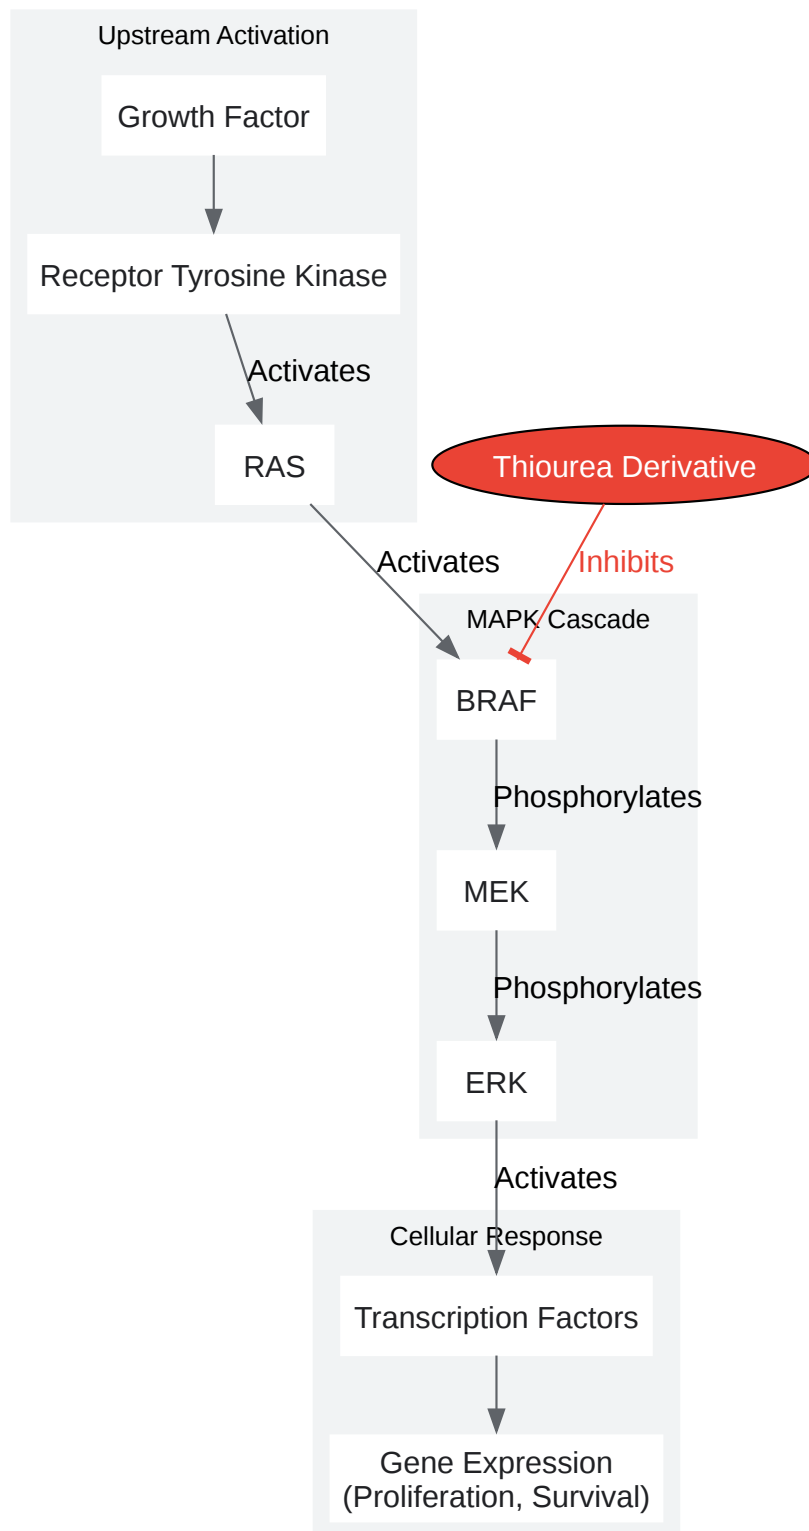 Upstream Activation
Growth Factor
Receptor Tyrosine Kinase
Activates
RAS
Thiourea Derivative
Activates
Inhibits
MAPK Cascade
BRAF
Phosphorylates
MEK
Phosphorylates
ERK
Activates
Cellular Response
Transcription Factors
Gene Expression
(Proliferation, Survival)